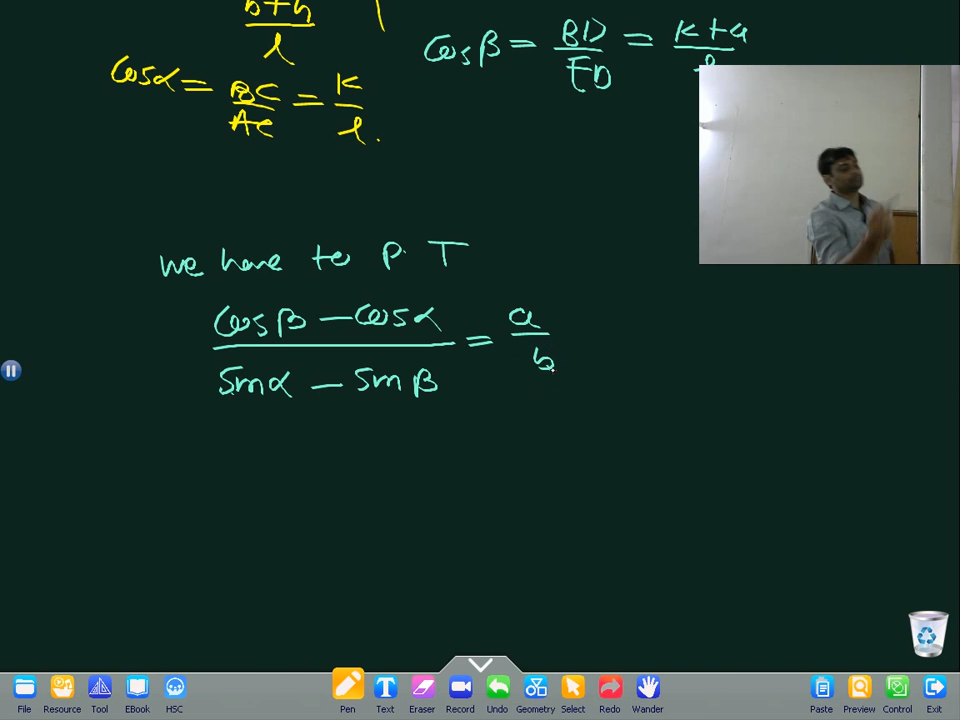 b+h
l
cosα = BC/AC = K/l.
cosβ = BD/ED = K+a/l
we have to P T
cosβ – cosα / sinα – sinβ = a/b
File Resource Tool EBook HSC Pen Text Eraser Record Undo Geometry Select Redo Wander Paste Preview Control Exit